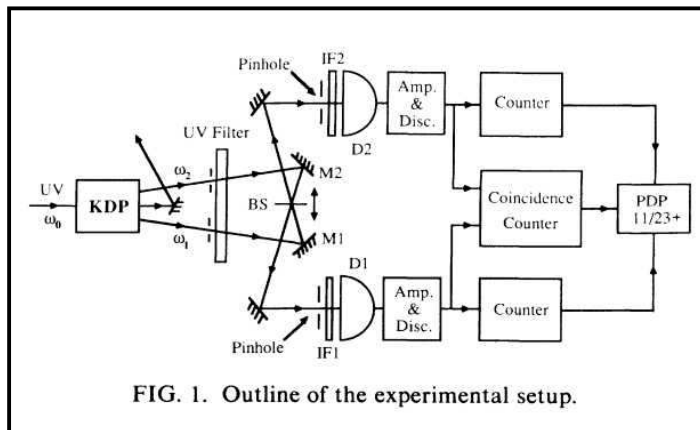 IF2
Pinhole
Amp.
&
Disc.
Counter
UV Filter
D2
UV
ω0
KDP
ω2
M2
BS
Coincidence
Counter
PDP
11/23+
ω1
M1
D1
Amp.
&
Disc.
Counter
Pinhole
IF1
FIG. 1. Outline of the experimental setup.